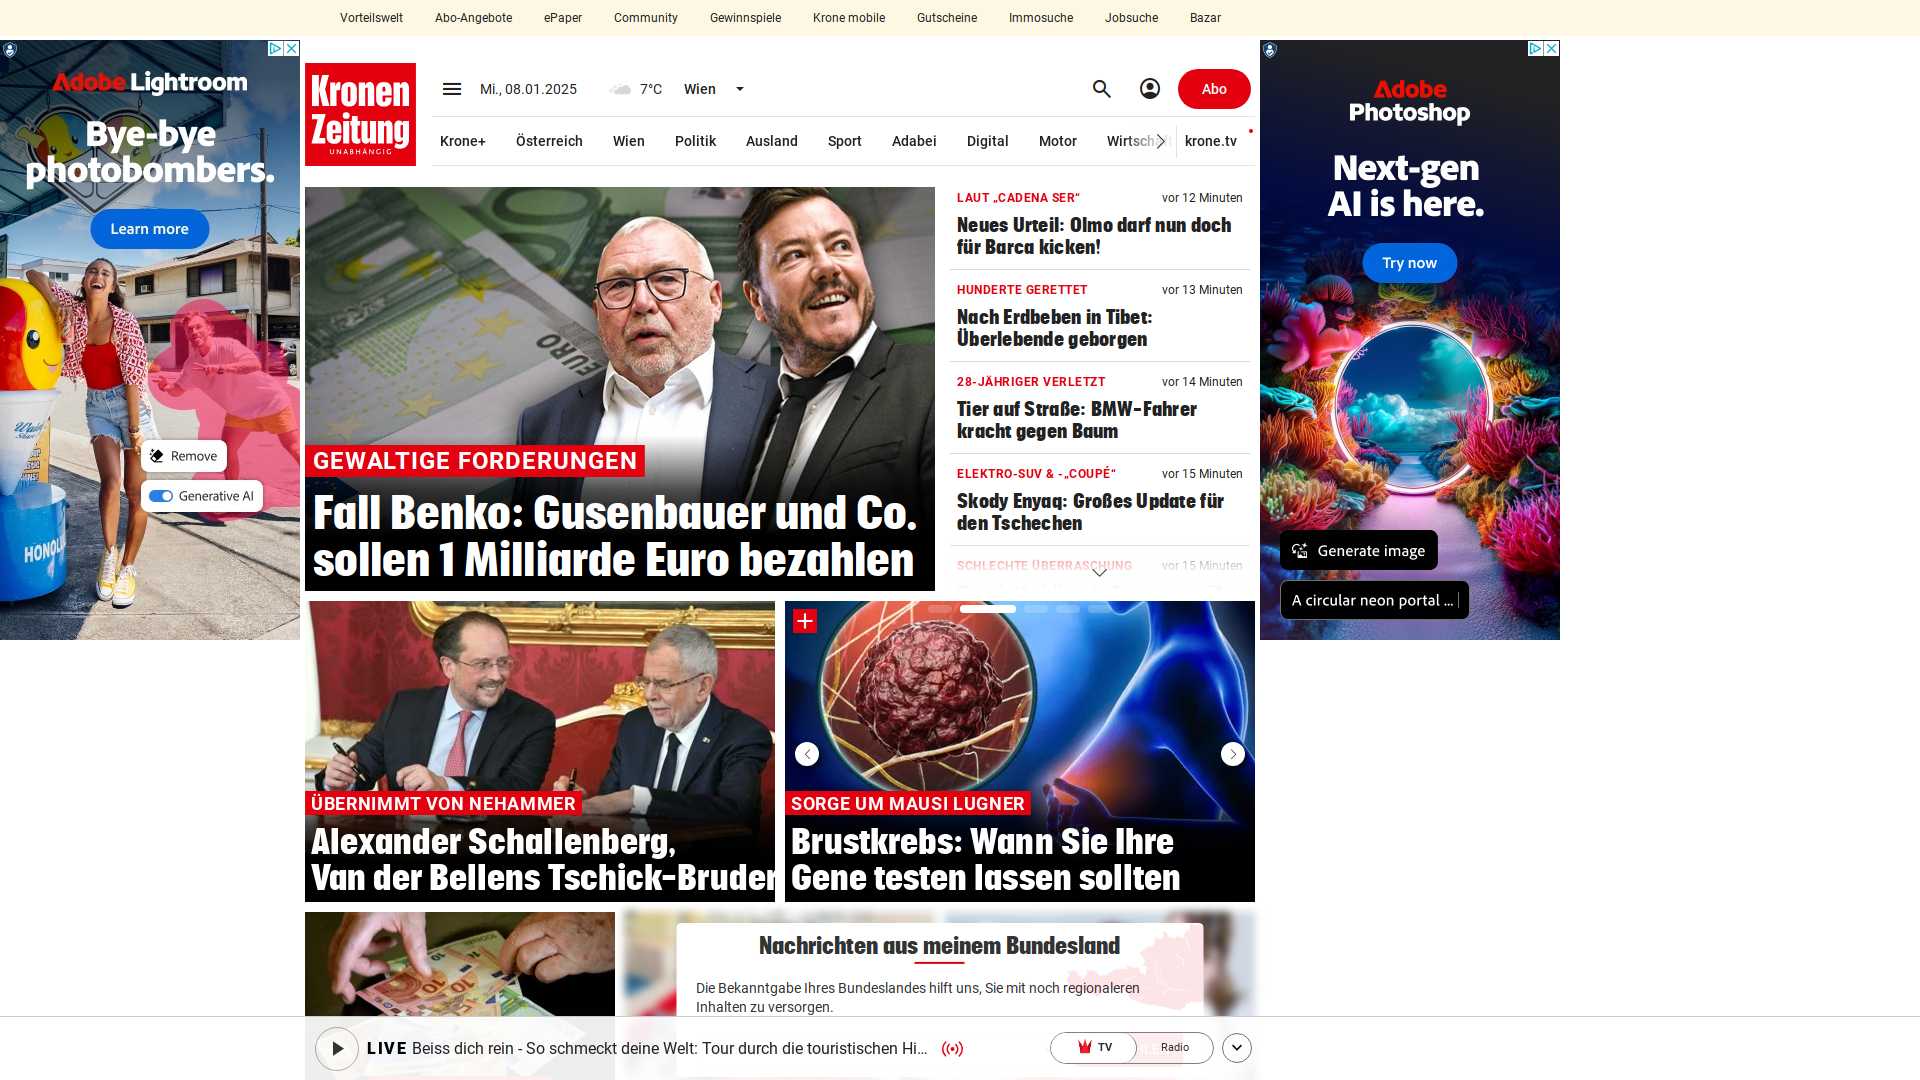 Vorteilswelt Abo-Angebote ePaper Community Gewinnspiele Krone mobile Gutscheine Immosuche Jobsuche Bazar
Adobe Lightroom
Bye-bye
photobombers.
Learn more
Remove
Generative AI
Kronen
Zeitung
UNABHÄNGIG
Mi., 08.01.2025 7°C Wien
Abo
Krone+ Österreich Wien Politik Ausland Sport Adabei Digital Motor Wirtschaft krone.tv
GEWALTIGE FORDERUNGEN
Fall Benko: Gusenbauer und Co.
sollen 1 Milliarde Euro bezahlen
LAUT „CADENA SER“ vor 12 Minuten
Neues Urteil: Olmo darf nun doch
für Barca kicken!
HUNDERTE GERETTET vor 13 Minuten
Nach Erdbeben in Tibet:
Überlebende geborgen
28-JÄHRIGER VERLETZT vor 14 Minuten
Tier auf Straße: BMW-Fahrer
kracht gegen Baum
ELEKTRO-SUV & -„COUPÉ“ vor 15 Minuten
Skody Enyaq: Großes Update für
den Tschechen
SCHLECHTE ÜBERRASCHUNG vor 15 Minuten
Adobe
Photoshop
Next-gen
AI is here.
Try now
Generate image
A circular neon portal ...
ÜBERNIMMT VON NEHAMMER
Alexander Schallenberg,
Van der Bellens Tschick-Bruder
SORGE UM MAUSI LUGNER
Brustkrebs: Wann Sie Ihre
Gene testen lassen sollten
Nachrichten aus meinem Bundesland
Die Bekanntgabe Ihres Bundeslandes hilft uns, Sie mit noch regionaleren
Inhalten zu versorgen.
LIVE Beiss dich rein - So schmeckt deine Welt: Tour durch die touristischen Hi...
TV Radio